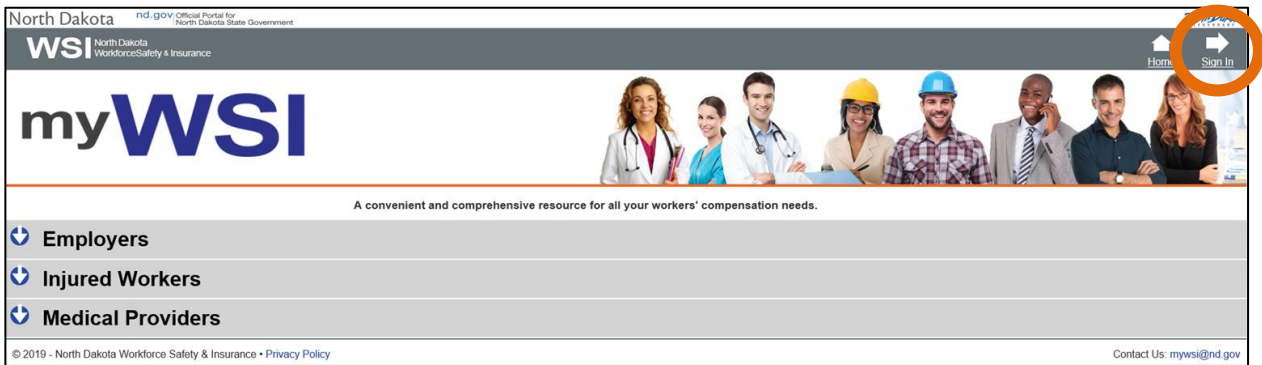 North Dakota nd.gov Official Portal for
North Dakota State Government
WSI North Dakota
WorkforceSafety & Insurance
Home Sign In
myWSI
A convenient and comprehensive resource for all your workers' compensation needs.
Employers
Injured Workers
Medical Providers
© 2019 - North Dakota Workforce Safety & Insurance • Privacy Policy Contact Us: mywsi@nd.gov